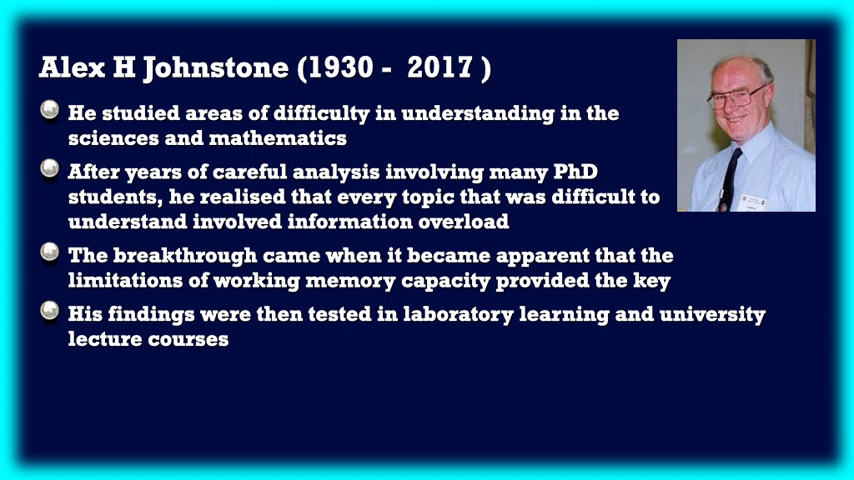 Alex H Johnstone (1930 - 2017 )
He studied areas of difficulty in understanding in the
sciences and mathematics
After years of careful analysis involving many PhD
students, he realised that every topic that was difficult to
understand involved information overload
The breakthrough came when it became apparent that the
limitations of working memory capacity provided the key
His findings were then tested in laboratory learning and university
lecture courses